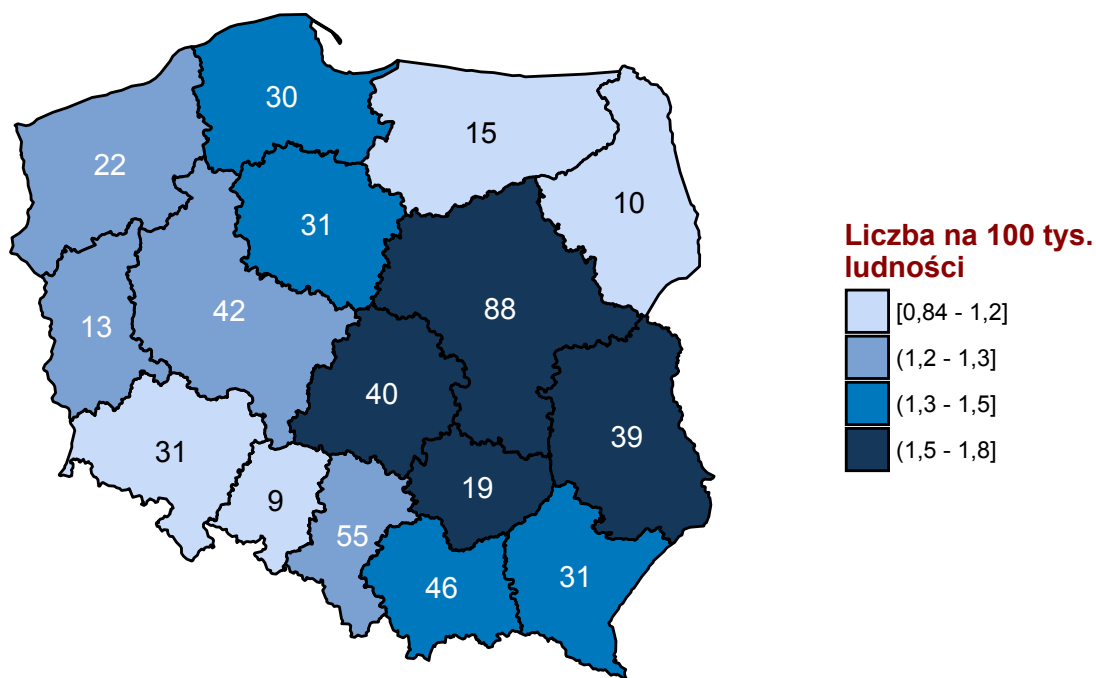 30
15
22
10
31
88
42
13
40
39
31
19
9
55
31
46
Liczba na 100 tys.
ludności
[0,84 - 1,2]
(1,2 - 1,3]
(1,3 - 1,5]
(1,5 - 1,8]